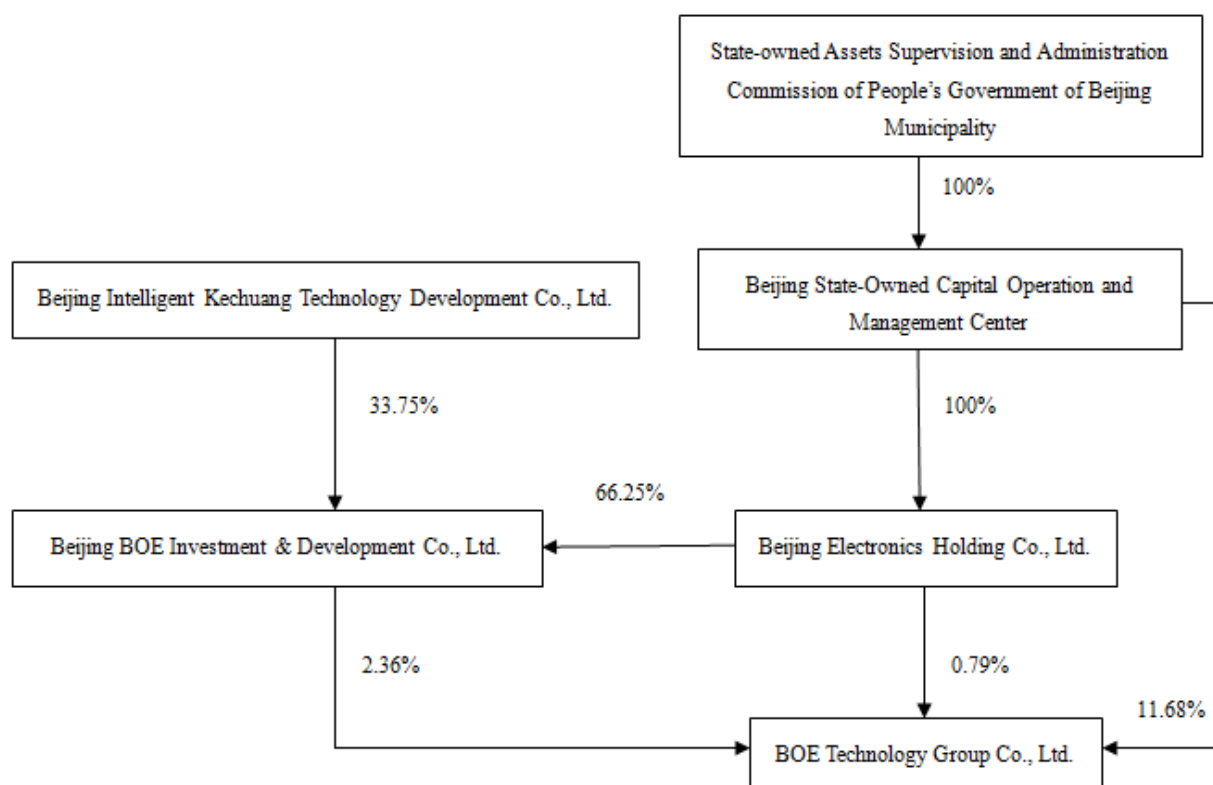 State-owned Assets Supervision and Administration
Commission of People’s Government of Beijing
Municipality
100%
Beijing Intelligent Kechuang Technology Development Co., Ltd.
Beijing State-Owned Capital Operation and
Management Center
33.75%
100%
66.25%
Beijing BOE Investment & Development Co., Ltd.
Beijing Electronics Holding Co., Ltd.
2.36%
0.79%
11.68%
BOE Technology Group Co., Ltd.